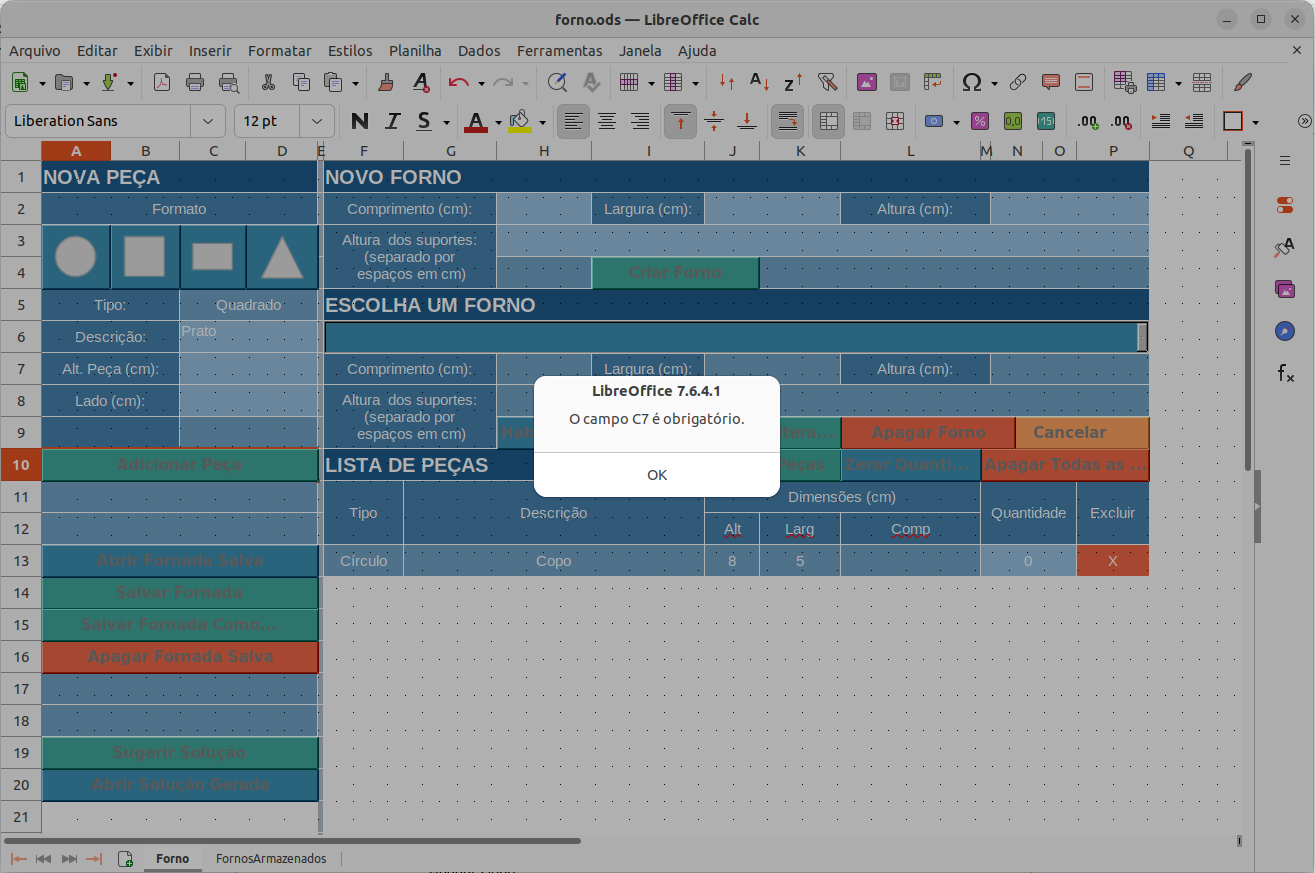 forno.ods — LibreOffice Calc
Arquivo Editar Exibir Inserir Formatar Estilos Planilha Dados Ferramentas Janela Ajuda
Liberation Sans 12 pt N I S A
A B C D E F G H I J K L M N O P Q
1 NOVA PEÇA NOVO FORNO
2 Formato Comprimento (cm): Largura (cm): Altura (cm):
3 Altura dos suportes:
(separado por
4 espaços em cm) Criar Forno
5 Tipo: Quadrado ESCOLHA UM FORNO
6 Descrição: Prato
7 Alt. Peça (cm): Comprimento (cm): Largura (cm): Altura (cm):
8 Lado (cm): Altura dos suportes:
(separado por
9 espaços em cm) Apagar Forno Cancelar
10 Adicionar Peça LISTA DE PEÇAS Peças Zerar Quanti... Apagar Todas as ...
LibreOffice 7.6.4.1
O campo C7 é obrigatório.
OK
11 Dimensões (cm)
Tipo Descrição Quantidade Excluir
12 Alt Larg Comp
13 Abrir Fornada Salva Círculo Copo 8 5 0 X
14 Salvar Fornada
15 Salvar Fornada Como...
16 Apagar Fornada Salva
17
18
19 Sugerir Solução
20 Abrir Solução Gerada
21
Forno FornosArmazenados